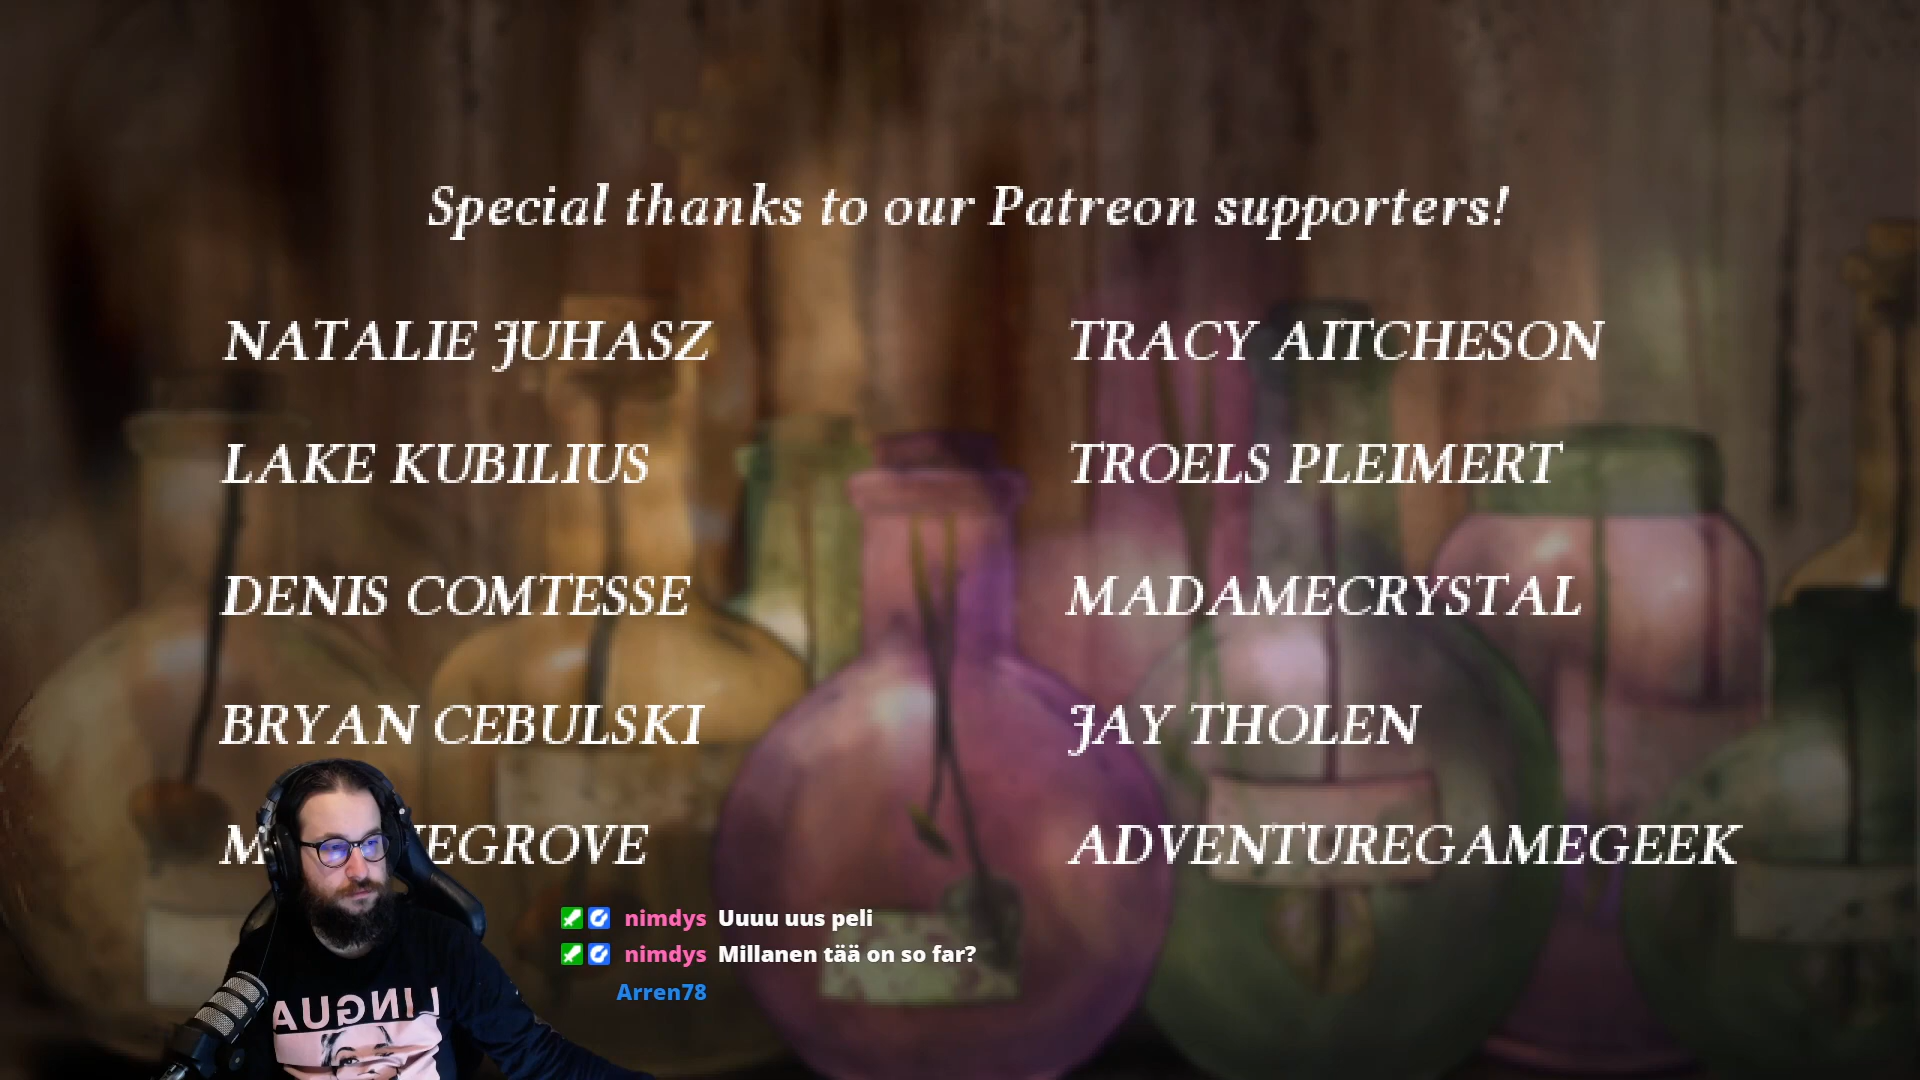 Special thanks to our Patreon supporters!
NATALIE JUHASZ
TRACY AITCHESON
LAKE KUBILIUS
TROELS PLEIMERT
DENIS COMTESSE
MADAMECRYSTAL
BRYAN CEBULSKI
JAY THOLEN
ADVENTUREGAMEGEEK
nimdys Uuuu uus peli
nimdys Millanen tää on so far?
Arren78
LINGUA